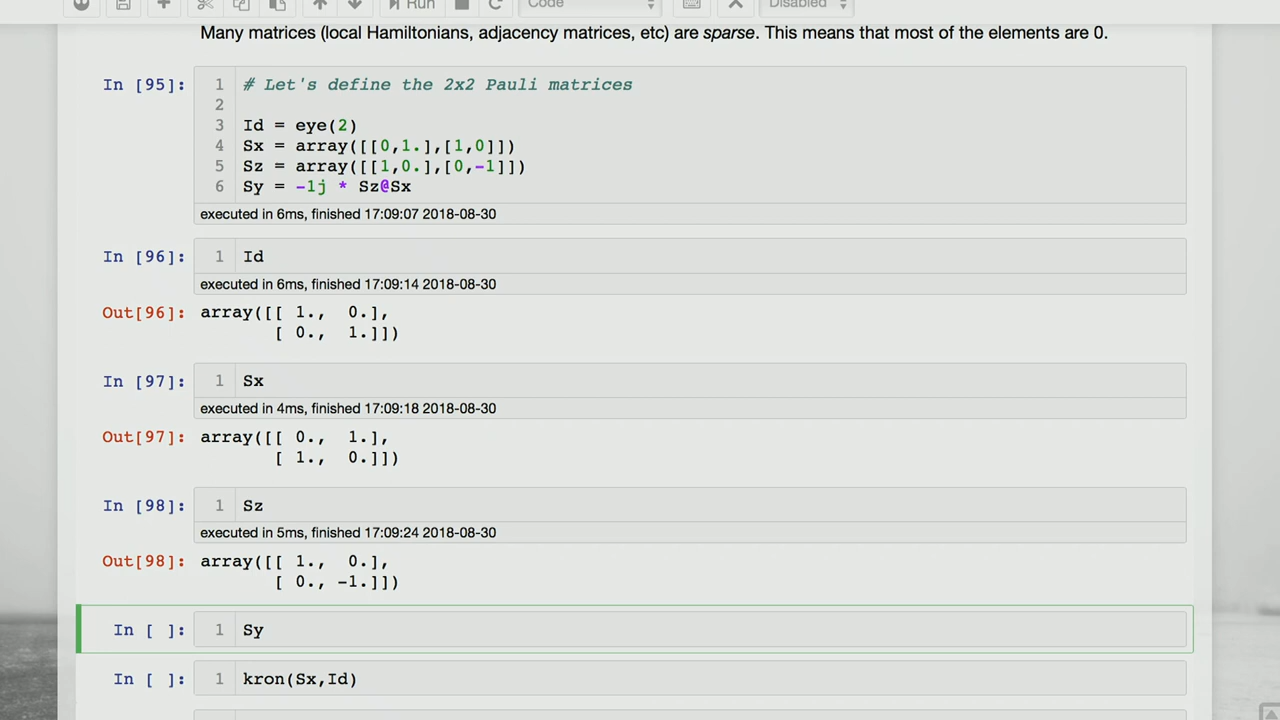 Run
Code
Disabled
Many matrices (local Hamiltonians, adjacency matrices, etc) are sparse. This means that most of the elements are 0.
In [95]:
1 # Let's define the 2x2 Pauli matrices
2
3 Id = eye(2)
4 Sx = array([[0,1.],[1,0]])
5 Sz = array([[1,0.],[0,-1]])
6 Sy = -1j * Sz@Sx
executed in 6ms, finished 17:09:07 2018-08-30
In [96]: 1 Id
executed in 6ms, finished 17:09:14 2018-08-30
Out[96]: array([[ 1., 0.],
[ 0., 1.]])
In [97]: 1 Sx
executed in 4ms, finished 17:09:18 2018-08-30
Out[97]: array([[ 0., 1.],
[ 1., 0.]])
In [98]: 1 Sz
executed in 5ms, finished 17:09:24 2018-08-30
Out[98]: array([[ 1., 0.],
[ 0., -1.]])
In [ ]: 1 Sy
In [ ]: 1 kron(Sx,Id)